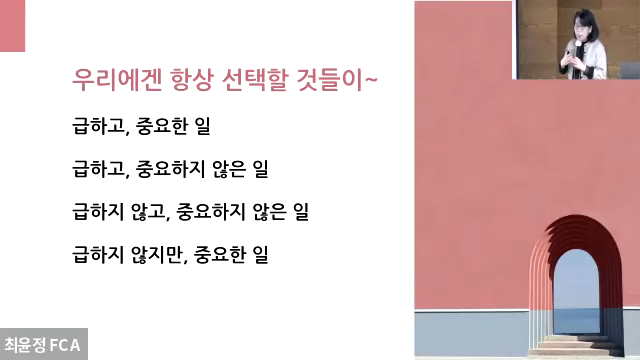 우리에겐 항상 선택할 것들이~
급하고, 중요한 일
급하고, 중요하지 않은 일
급하지 않고, 중요하지 않은 일
급하지 않지만, 중요한 일
최윤정 FCA